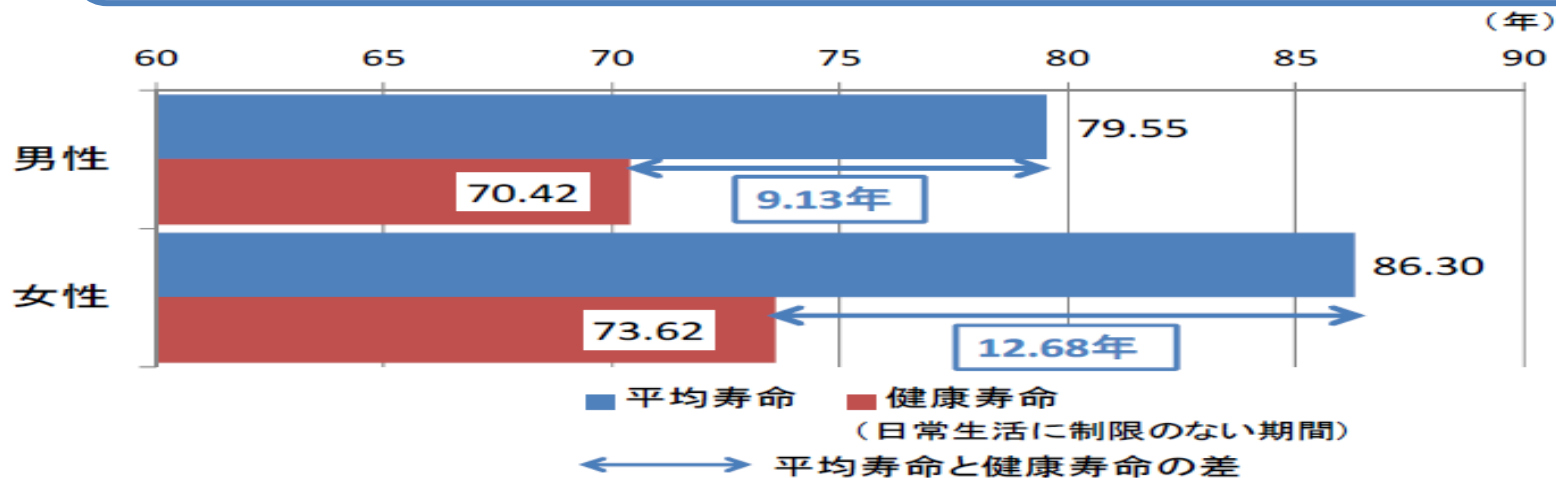 （年）
60 65 70 75 80 85 90
男性
79.55
70.42
9.13年
女性
86.30
73.62
12.68年
平均寿命 健康寿命
（日常生活に制限のない期間）
平均寿命と健康寿命の差